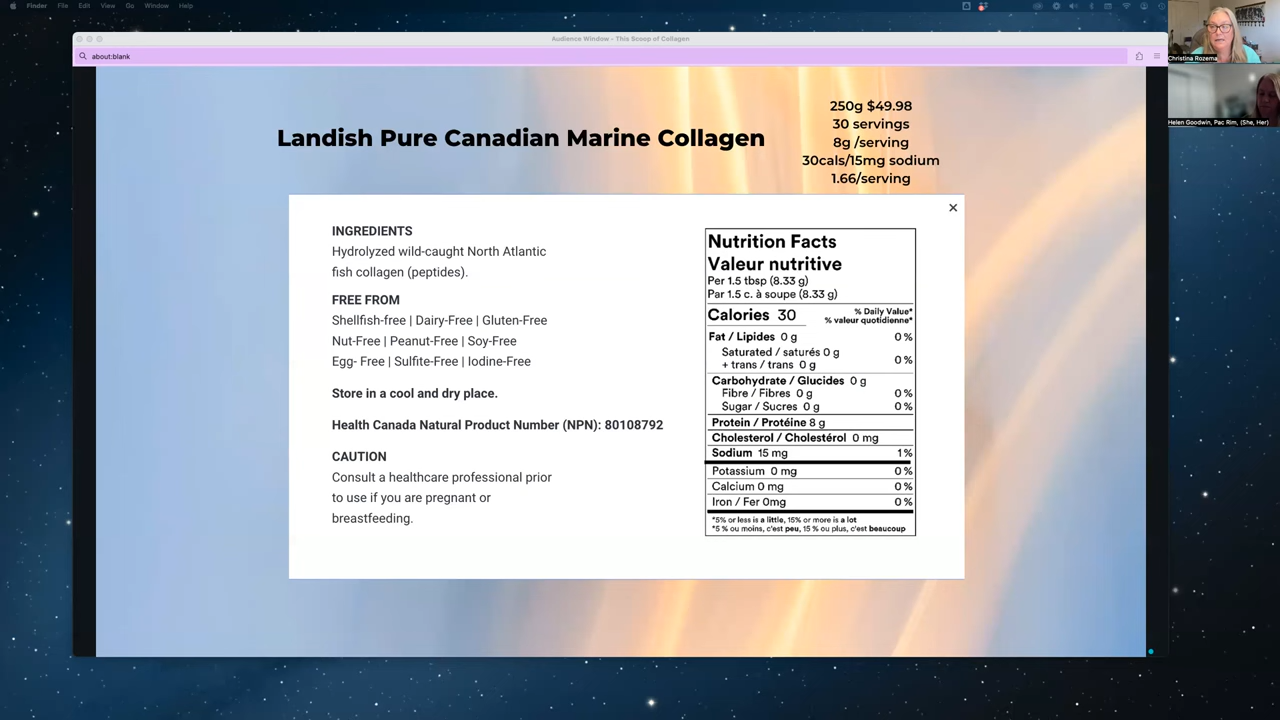 Finder File Edit View Go Window Help
Audience Window - This Scoop of Collagen
about:blank
Christina Rozema
Helen Goodwin, Pac Rim, (She, Her)
Landish Pure Canadian Marine Collagen
250g $49.98
30 servings
8g /serving
30cals/15mg sodium
1.66/serving
INGREDIENTS
Hydrolyzed wild-caught North Atlantic
fish collagen (peptides).
FREE FROM
Shellfish-free | Dairy-Free | Gluten-Free
Nut-Free | Peanut-Free | Soy-Free
Egg- Free | Sulfite-Free | Iodine-Free
Store in a cool and dry place.
Health Canada Natural Product Number (NPN): 80108792
CAUTION
Consult a healthcare professional prior
to use if you are pregnant or
breastfeeding.
Nutrition Facts
Valeur nutritive
Per 1.5 tbsp (8.33 g)
Par 1.5 c. à soupe (8.33 g)
Calories 30
% Daily Value*
% valeur quotidienne*
Fat / Lipides 0 g 0 %
Saturated / saturés 0 g
+ trans / trans 0 g
0 %
Carbohydrate / Glucides 0 g
Fibre / Fibres 0 g 0 %
Sugar / Sucres 0 g 0 %
Protein / Protéine 8 g
Cholesterol / Cholestérol 0 mg
Sodium 15 mg 1 %
Potassium 0 mg 0 %
Calcium 0 mg 0 %
Iron / Fer 0mg 0 %
*5% or less is a little, 15% or more is a lot
*5 % ou moins, c'est peu, 15 % ou plus, c'est beaucoup